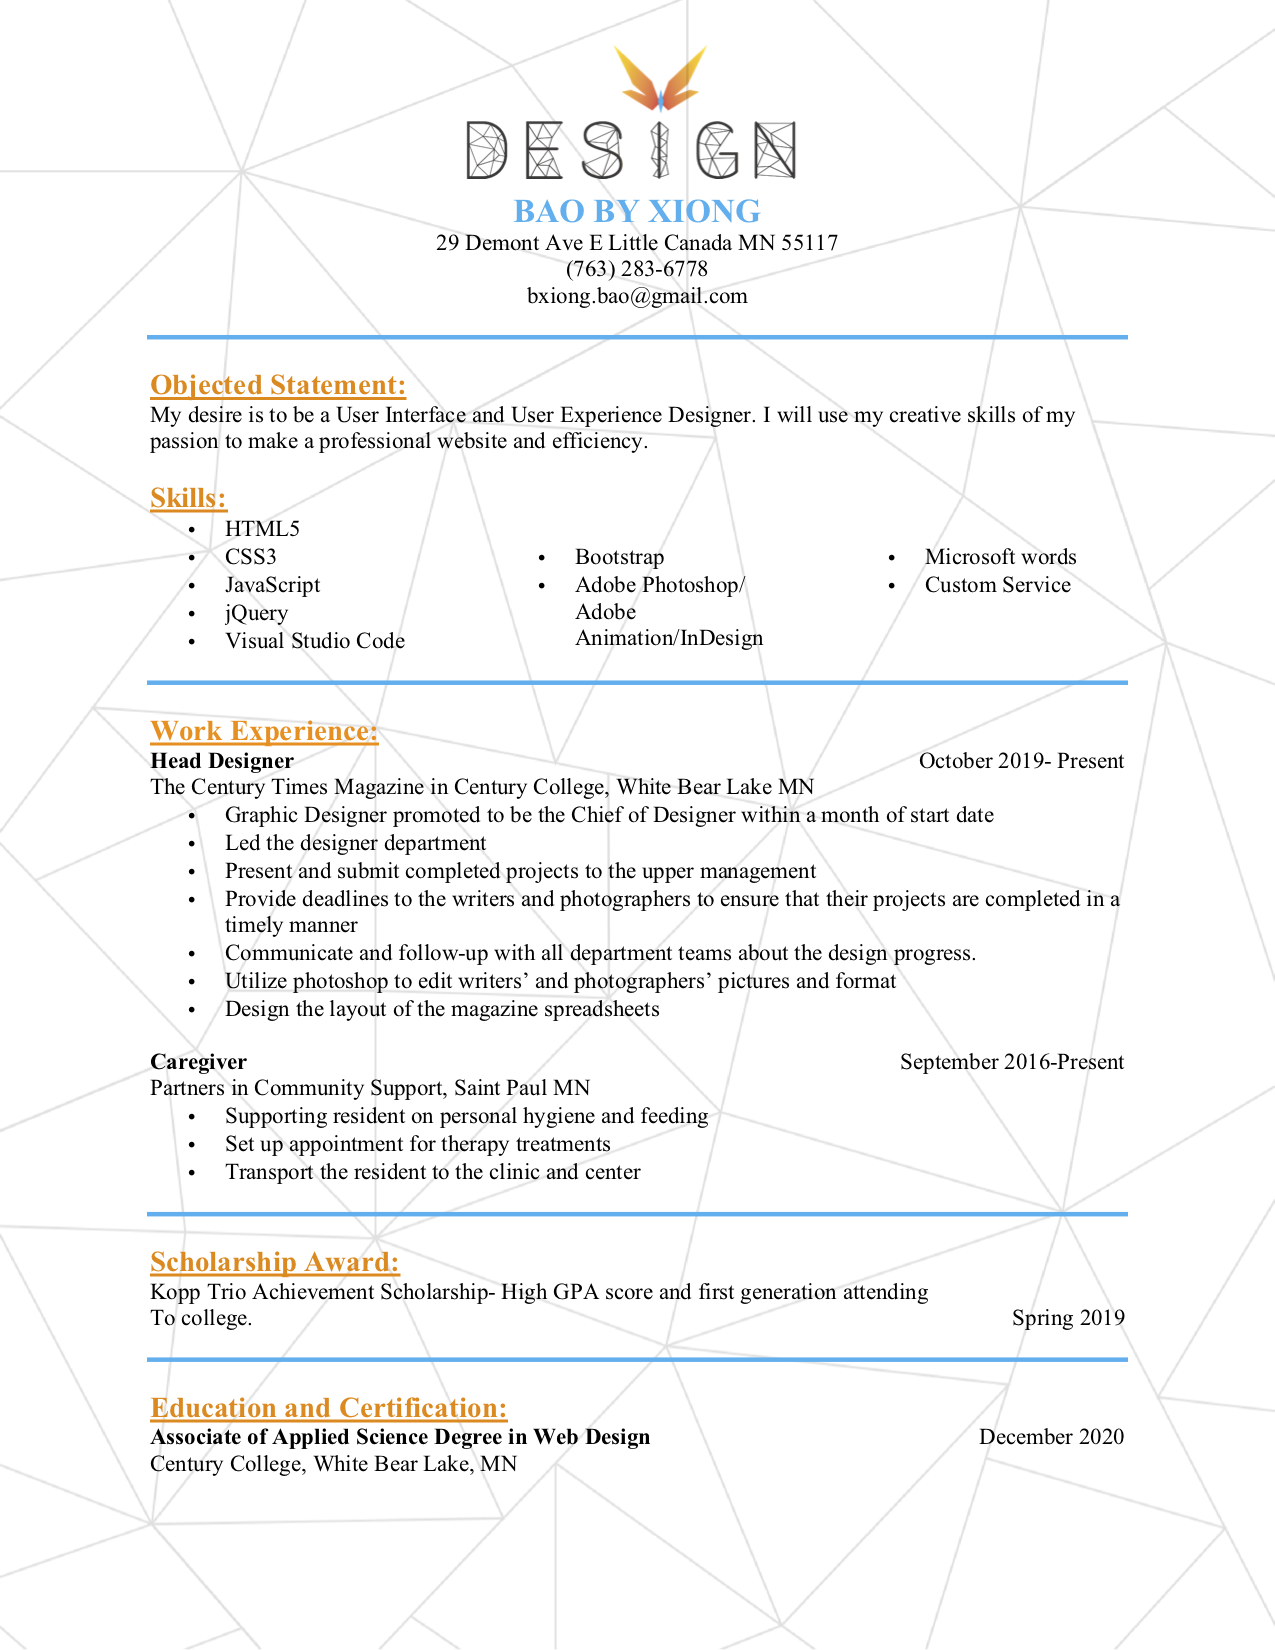 DESIGN
BAO BY XIONG
29 Demont Ave E Little Canada MN 55117
(763) 283-6778
bxiong.bao@gmail.com
Objected Statement:
My desire is to be a User Interface and User Experience Designer. I will use my creative skills of my
passion to make a professional website and efficiency.
Skills:
• HTML5
• CSS3
• JavaScript
• jQuery
• Visual Studio Code
• Bootstrap
• Adobe Photoshop/
Adobe
Animation/InDesign
• Microsoft words
• Custom Service
Work Experience:
Head Designer October 2019- Present
The Century Times Magazine in Century College, White Bear Lake MN
• Graphic Designer promoted to be the Chief of Designer within a month of start date
• Led the designer department
• Present and submit completed projects to the upper management
• Provide deadlines to the writers and photographers to ensure that their projects are completed in a
timely manner
• Communicate and follow-up with all department teams about the design progress.
• Utilize photoshop to edit writers’ and photographers’ pictures and format
• Design the layout of the magazine spreadsheets
Caregiver September 2016-Present
Partners in Community Support, Saint Paul MN
• Supporting resident on personal hygiene and feeding
• Set up appointment for therapy treatments
• Transport the resident to the clinic and center
Scholarship Award:
Kopp Trio Achievement Scholarship- High GPA score and first generation attending
To college. Spring 2019
Education and Certification:
Associate of Applied Science Degree in Web Design December 2020
Century College, White Bear Lake, MN